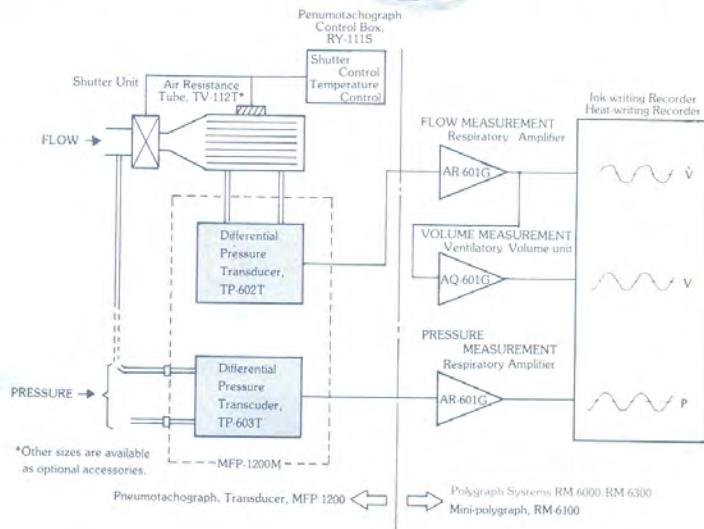 Penumotachograph
Control Box,
RY-111S
Shutter
Control
Temperature
Control
Shutter Unit
Air Resistance
Tube, TV-112T*
FLOW
Differential
Pressure
Transducer,
TP-602T
PRESSURE
Differential
Pressure
Transcuder,
TP-603T
*Other sizes are available
as optional accessories.
MFP-1200M
Pneumotachograph, Transducer, MFP 1200
FLOW MEASUREMENT
Respiratory Amplifier
AR-601G
VOLUME MEASUREMENT
Ventilatory Volume unit
AQ-601G
PRESSURE
MEASUREMENT
Respiratory Amplifier
AR-601G
Ink-writing Recorder
Heat-writing Recorder
V̇
V
P
Polygraph Systems RM 6000 RM-6300
Mini-polygraph, RM-6100